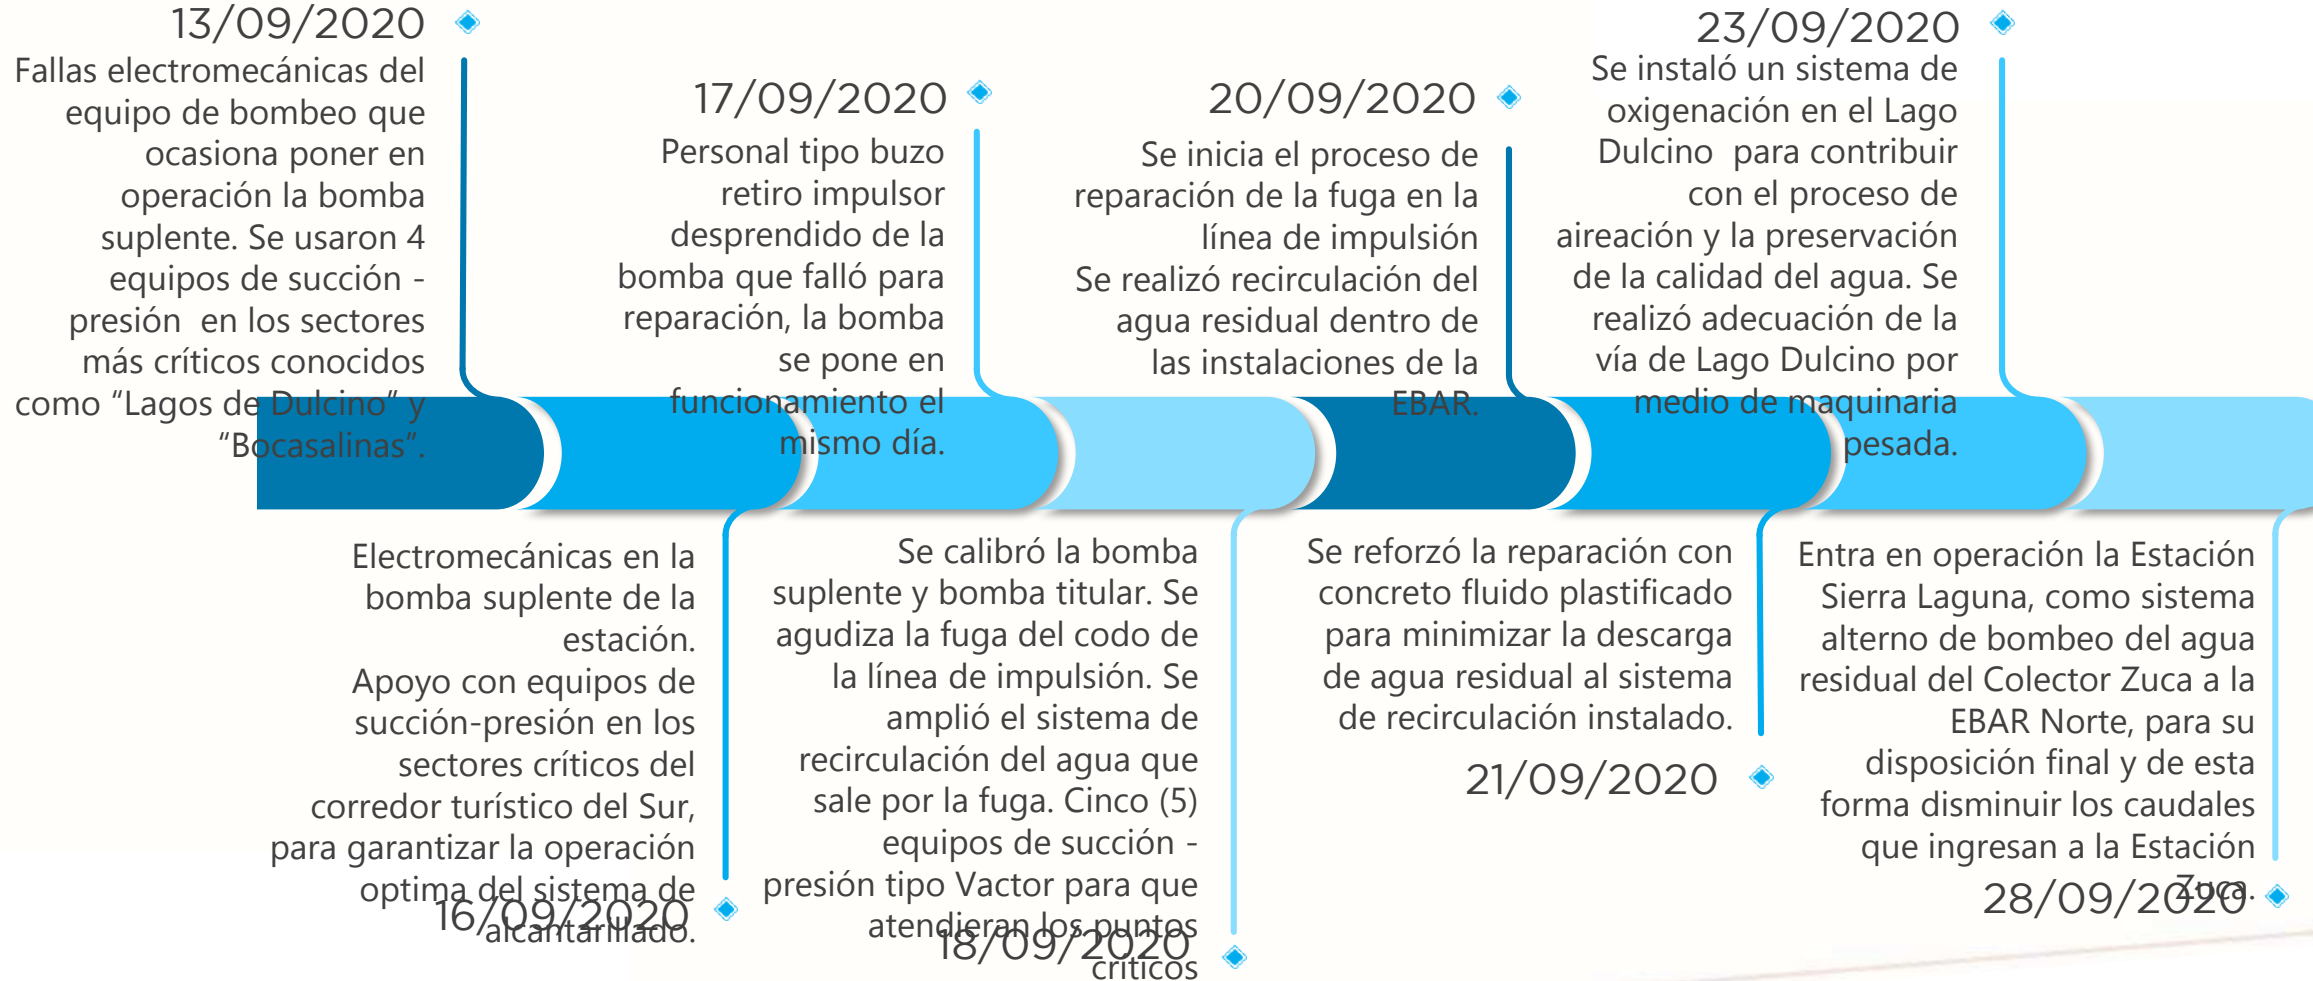 13/09/2020
Fallas electromecánicas del
equipo de bombeo que
ocasiona poner en
operación la bomba
suplente. Se usaron 4
equipos de succión -
presión  en los sectores
más críticos conocidos
como “Lagos de Dulcino” y
“Bocasalinas”.
Electromecánicas en la
bomba suplente de la
estación.
Apoyo con equipos de
succión-presión en los
sectores críticos del
corredor turístico del Sur,
para garantizar la operación
optima del sistema de
alcantarillado.
16/09/2020
17/09/2020
Personal tipo buzo
retiro impulsor
desprendido de la
bomba que falló para
reparación, la bomba
se pone en
funcionamiento el
mismo día.
Se calibró la bomba
suplente y bomba titular. Se
agudiza la fuga del codo de
la línea de impulsión. Se
amplió el sistema de
recirculación del agua que
sale por la fuga. Cinco (5)
equipos de succión -
presión tipo Vactor para que
atendieran los puntos
críticos
18/09/2020
20/09/2020
Se inicia el proceso de
reparación de la fuga en la
línea de impulsión
Se realizó recirculación del
agua residual dentro de
las instalaciones de la
EBAR.
Se reforzó la reparación con
concreto fluido plastificado
para minimizar la descarga
de agua residual al sistema
de recirculación instalado.
21/09/2020
23/09/2020
Se instaló un sistema de
oxigenación en el Lago
Dulcino  para contribuir
con el proceso de
aireación y la preservación
de la calidad del agua. Se
realizó adecuación de la
vía de Lago Dulcino por
medio de maquinaria
pesada.
Entra en operación la Estación
Sierra Laguna, como sistema
alterno de bombeo del agua
residual del Colector Zuca a la
EBAR Norte, para su
disposición final y de esta
forma disminuir los caudales
que ingresan a la Estación
Zuca.
28/09/2020